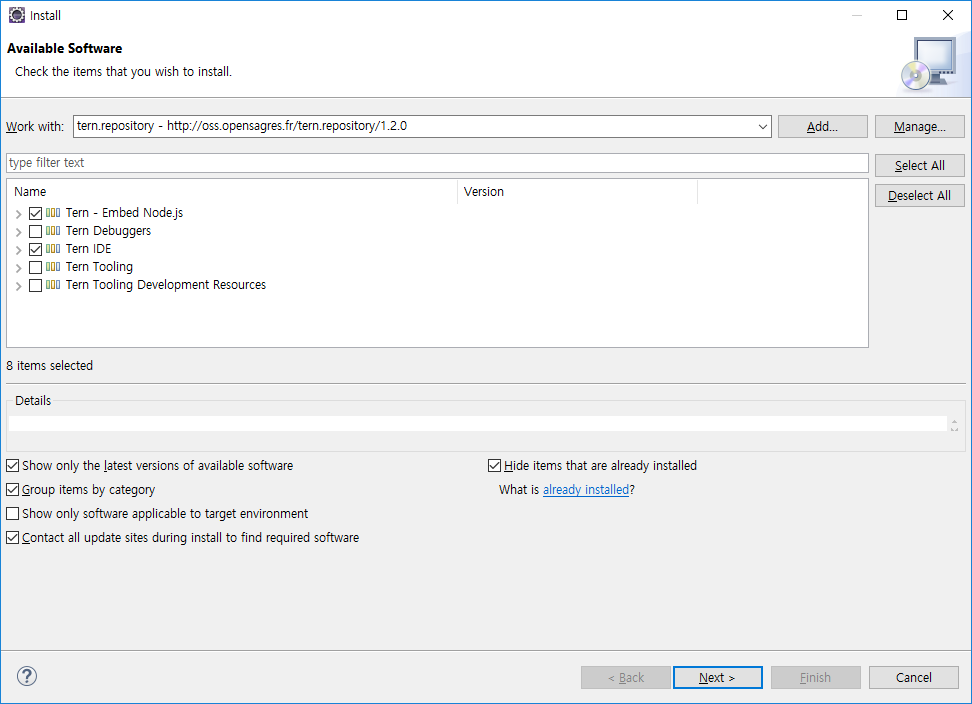 Install
Available Software
Check the items that you wish to install.
Work with: tern.repository - http://oss.opensagres.fr/tern.repository/1.2.0 Add... Manage...
type filter text Select All
Deselect All
Name Version
Tern - Embed Node.js
Tern Debuggers
Tern IDE
Tern Tooling
Tern Tooling Development Resources
8 items selected
Details
Show only the latest versions of available software Hide items that are already installed
Group items by category What is already installed?
Show only software applicable to target environment
Contact all update sites during install to find required software
? < Back Next > Finish Cancel